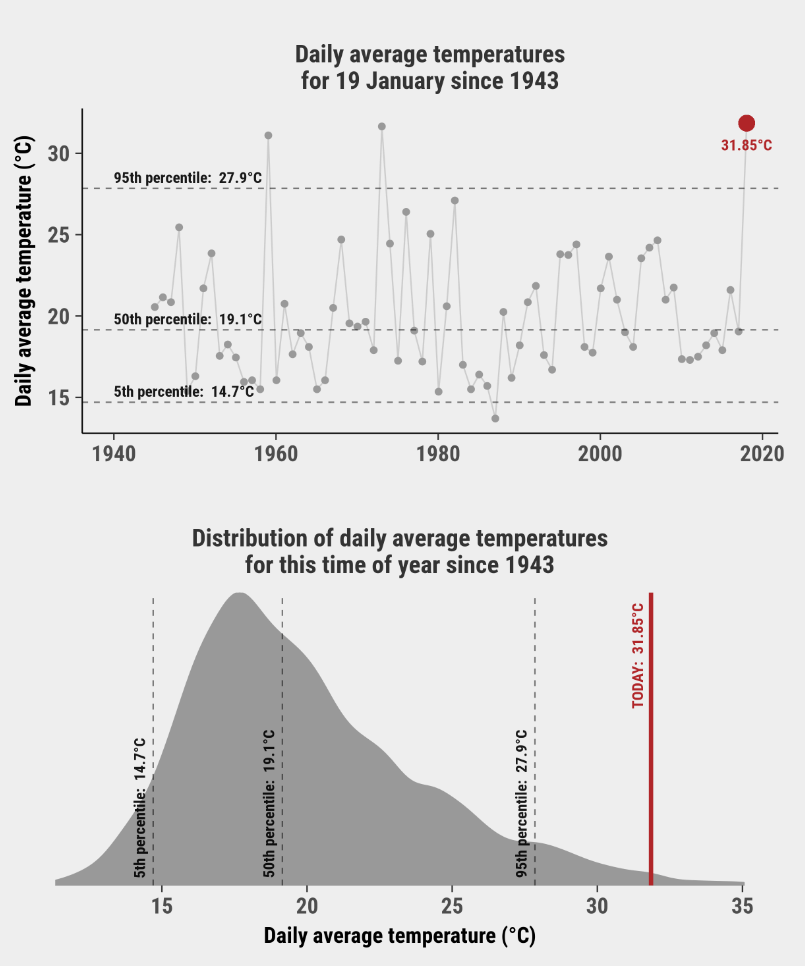 Daily average temperatures
for 19 January since 1943
Daily average temperature (°C)
30
25
20
15
95th percentile:  27.9°C
50th percentile:  19.1°C
5th percentile:  14.7°C
31.85°C
1940
1960
1980
2000
2020
Distribution of daily average temperatures
for this time of year since 1943
5th percentile:  14.7°C
50th percentile:  19.1°C
95th percentile:  27.9°C
TODAY:  31.85°C
15
20
25
30
35
Daily average temperature (°C)